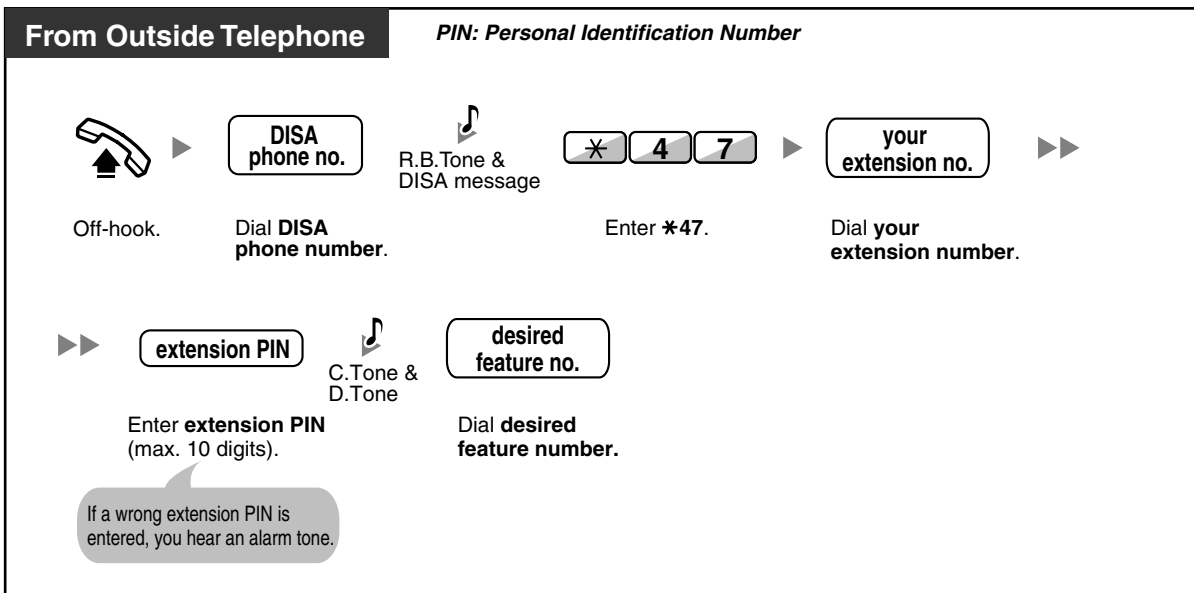 From Outside Telephone
PIN: Personal Identification Number
DISA
phone no.
R.B.Tone &
DISA message
* 4 7
your
extension no.
Off-hook.
Dial DISA
phone number.
Enter *47.
Dial your
extension number.
extension PIN
C.Tone &
D.Tone
desired
feature no.
Enter extension PIN
(max. 10 digits).
Dial desired
feature number.
If a wrong extension PIN is
entered, you hear an alarm tone.